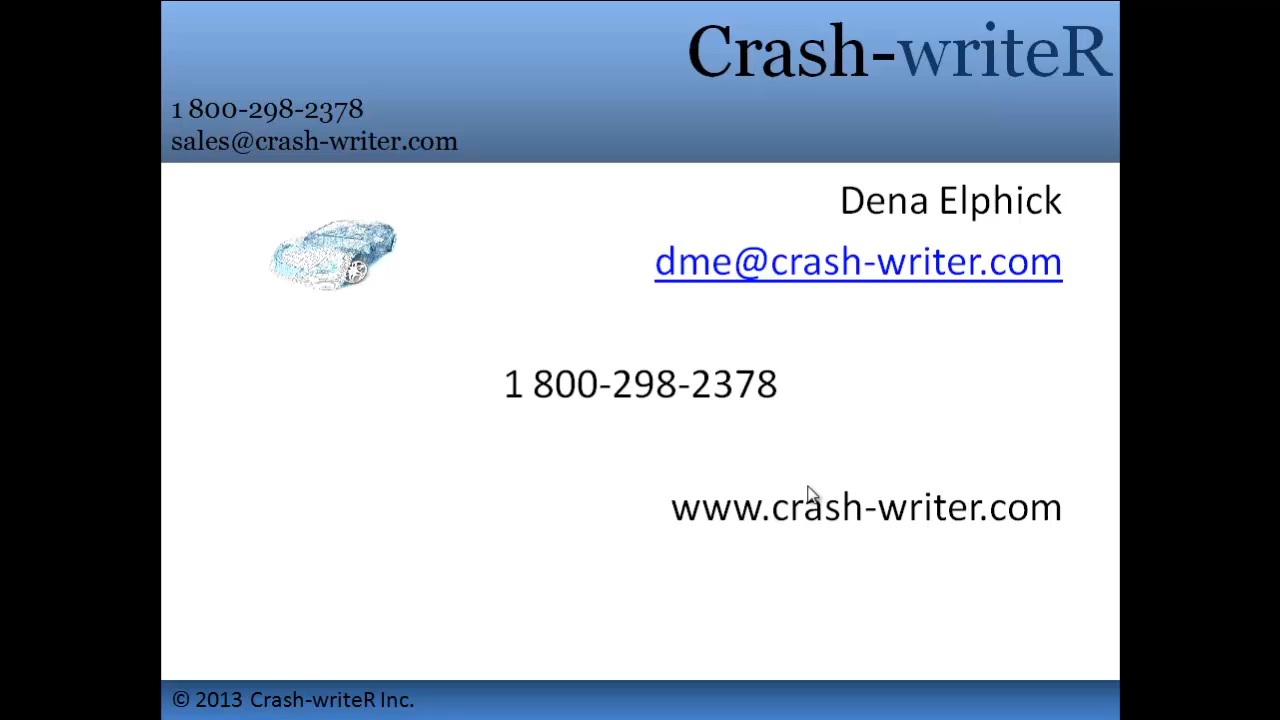 Crash-writeR
1 800-298-2378
sales@crash-writer.com
Dena Elphick
dme@crash-writer.com
1 800-298-2378
www.crash-writer.com
© 2013 Crash-writeR Inc.